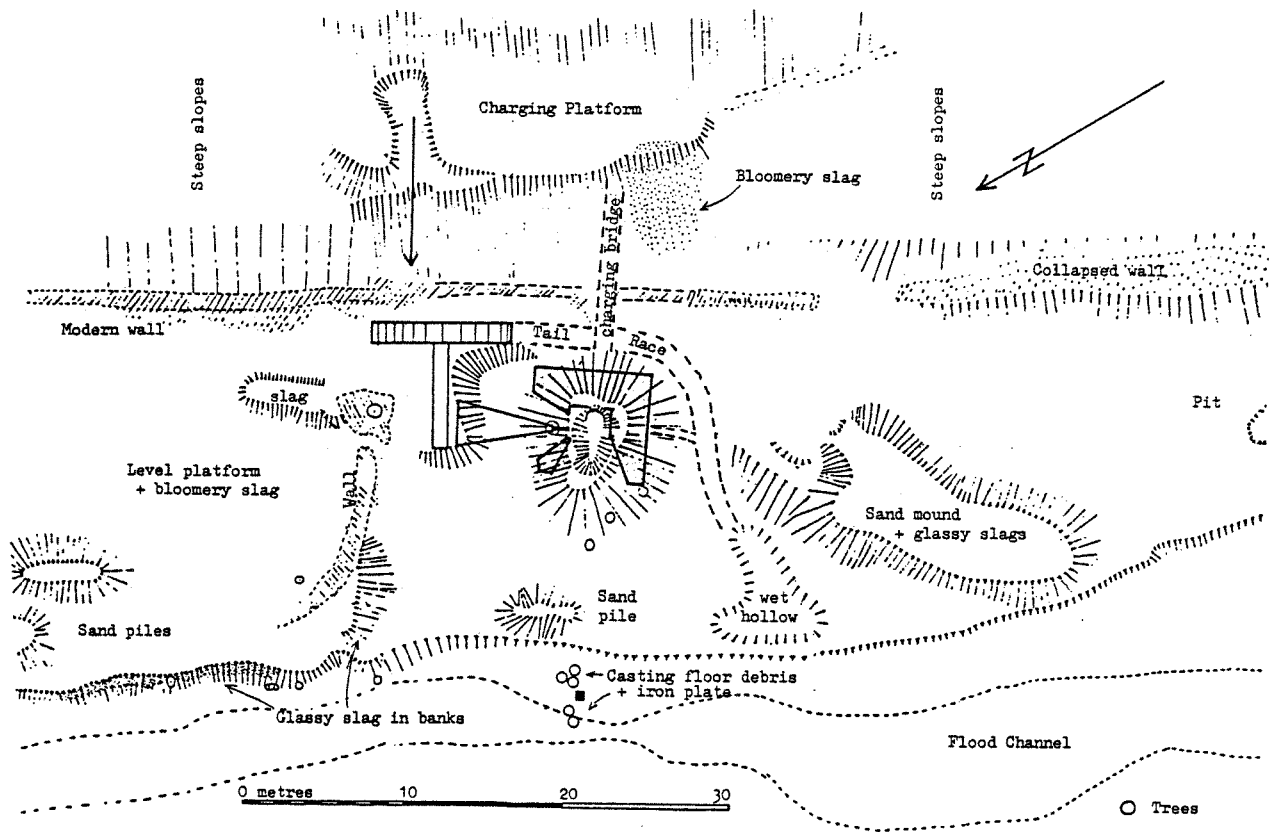 Steep slopes
Charging Platform
Steep slopes
Bloomery slag
charging bridge
Collapsed wall
Modern wall
Tail
Race
slag
Pit
Level platform
+ bloomery slag
Wall
Sand mound
+ glassy slags
Sand
pile
wet
hollow
Sand piles
Casting floor debris
+ iron plate
Glassy slag in banks
Flood Channel
0 metres 10 20 30
Trees